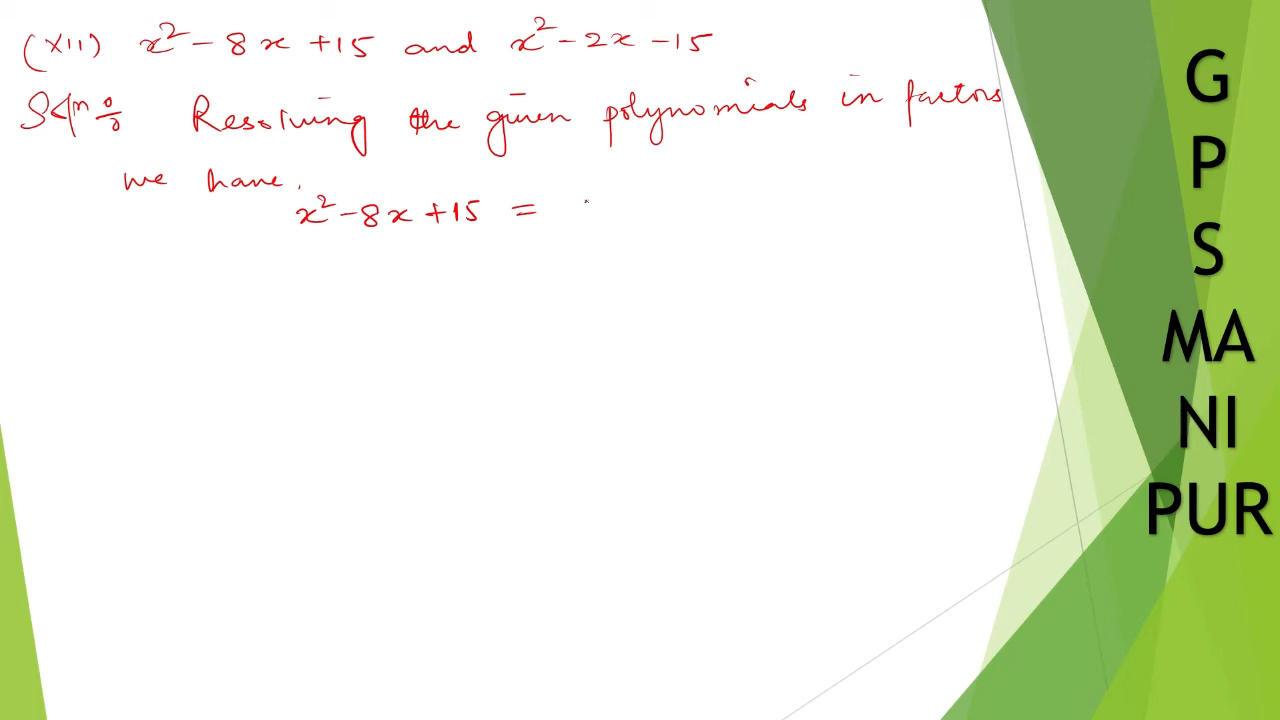 (XII) x² - 8x + 15 and x² - 2x - 15
Solⁿ Resolving the given polynomials in factors
we have,
x² - 8x + 15 =
G
P
S
MA
NI
PUR